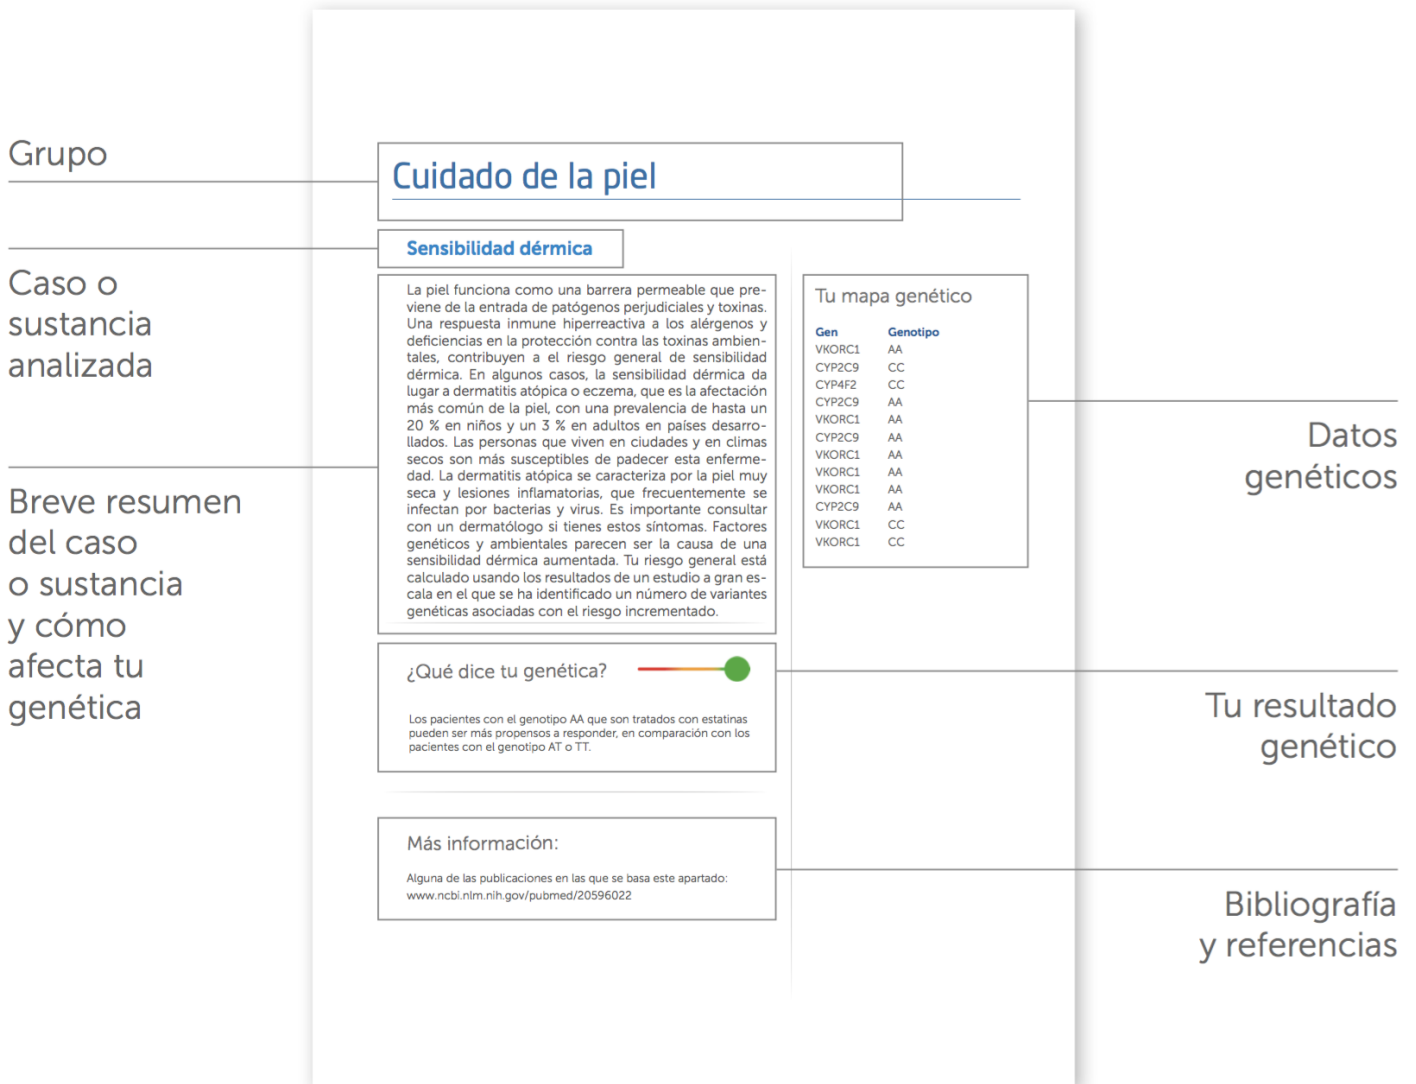 Grupo
Cuidado de la piel
Sensibilidad dérmica
Caso o
sustancia
analizada
La piel funciona como una barrera permeable que pre-
viene de la entrada de patógenos perjudiciales y toxinas.
Una respuesta inmune hiperreactiva a los alérgenos y
deficiencias en la protección contra las toxinas ambien-
tales, contribuyen a el riesgo general de sensibilidad
dérmica. En algunos casos, la sensibilidad dérmica da
lugar a dermatitis atópica o eczema, que es la afectación
más común de la piel, con una prevalencia de hasta un
20 % en niños y un 3 % en adultos en países desarro-
llados. Las personas que viven en ciudades y en climas
secos son más susceptibles de padecer esta enferme-
dad. La dermatitis atópica se caracteriza por la piel muy
seca y lesiones inflamatorias, que frecuentemente se
infectan por bacterias y virus. Es importante consultar
con un dermatólogo si tienes estos síntomas. Factores
genéticos y ambientales parecen ser la causa de una
sensibilidad dérmica aumentada. Tu riesgo general está
calculado usando los resultados de un estudio a gran es-
cala en el que se ha identificado un número de variantes
genéticas asociadas con el riesgo incrementado.
Breve resumen
del caso
o sustancia
y cómo
afecta tu
genética
Tu mapa genético
Gen Genotipo
VKORC1 AA
CYP2C9 CC
CYP4F2 CC
CYP2C9 AA
VKORC1 AA
CYP2C9 AA
VKORC1 AA
VKORC1 AA
VKORC1 AA
CYP2C9 AA
VKORC1 CC
VKORC1 CC
Datos
genéticos
¿Qué dice tu genética?
Los pacientes con el genotipo AA que son tratados con estatinas
pueden ser más propensos a responder, en comparación con los
pacientes con el genotipo AT o TT.
Tu resultado
genético
Más información:
Alguna de las publicaciones en las que se basa este apartado:
www.ncbi.nlm.nih.gov/pubmed/20596022
Bibliografía
y referencias